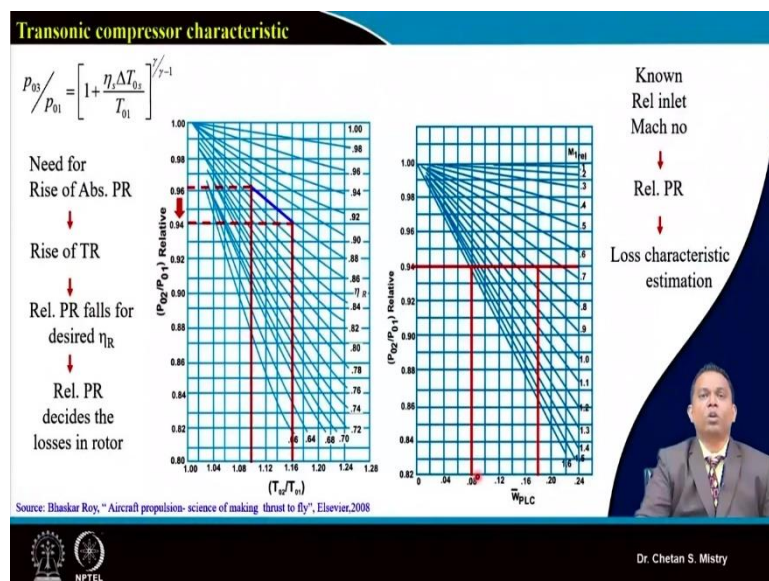 Transonic compressor characteristic
p03/p01 = [1 + ηsΔT0s / T01]^γ/γ−1
Need for
Rise of Abs. PR
Rise of TR
Rel. PR falls for
desired ηR
Rel. PR
decides the
losses in rotor
(P02/P01) Relative
1.00
0.98
0.96
0.94
0.92
0.90
0.88
0.86
0.84
0.82
0.80
1.00
.98
.96
.94
.92
.90
.88
.86
ηR
.84
.82
.80
.78
.76
.74
.72
.66 .64 .68 .70
1.00 1.04 1.08 1.12 1.16 1.20 1.24 1.28
(T02/T01)
(P02/P01) Relative
1.00
0.98
0.96
0.94
0.92
0.90
0.88
0.86
0.84
0.82
M1rel
.1
.2
.3
.4
.5
.6
.7
.8
.9
1.0
1.1
1.2
1.3
1.4
1.5
1.6
0 .04 .08 .12 .16 .20 .24
W̅PLC
Known
Rel inlet
Mach no
Rel. PR
Loss characteristic
estimation
Source: Bhaskar Roy, “ Aircraft propulsion- science of making thrust to fly”, Elsevier,2008
NPTEL
Dr. Chetan S. Mistry